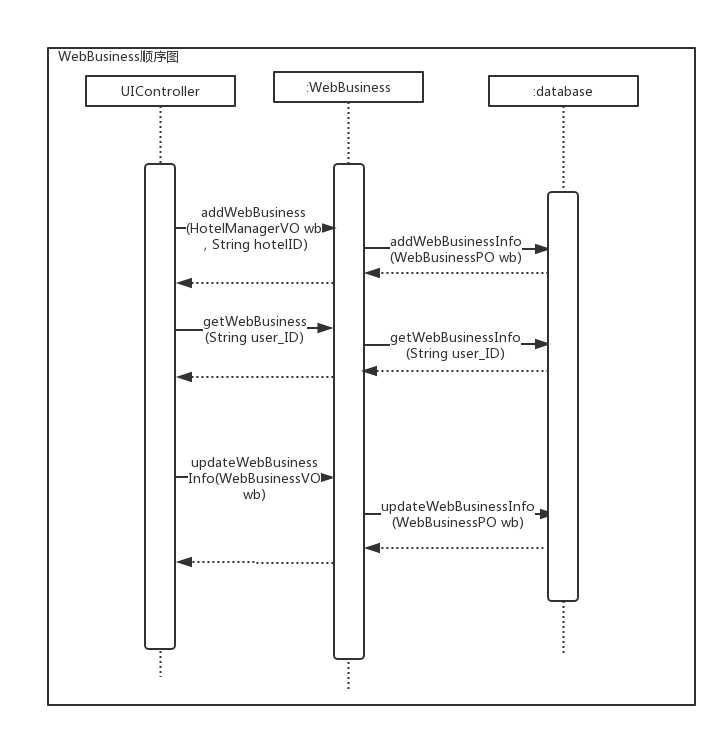 WebBusiness顺序图
UIController
:WebBusiness
:database
addWebBusiness
(HotelManagerVO wb
, String hotelID)
addWebBusinessInfo
(WebBusinessPO wb)
getWebBusiness
(String user_ID)
getWebBusinessInfo
(String user_ID)
updateWebBusiness
Info(WebBusinessVO
wb)
updateWebBusinessInfo
(WebBusinessPO wb)